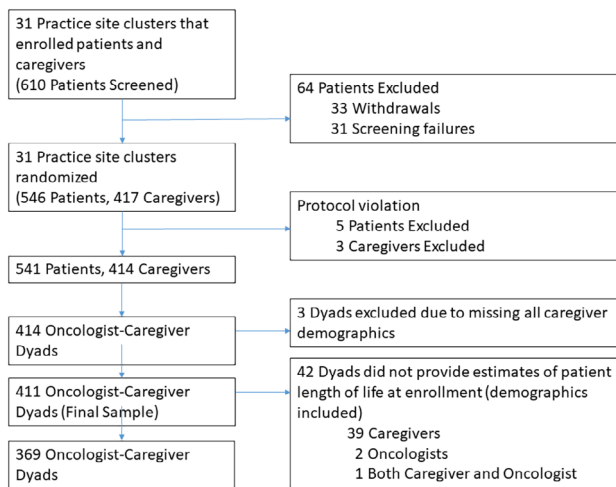 31 Practice site clusters that
enrolled patients and
caregivers
(610 Patients Screened)
64 Patients Excluded
33 Withdrawals
31 Screening failures
31 Practice site clusters
randomized
(546 Patients, 417 Caregivers)
Protocol violation
5 Patients Excluded
3 Caregivers Excluded
541 Patients, 414 Caregivers
414 Oncologist-Caregiver
Dyads
3 Dyads excluded due to missing all caregiver
demographics
411 Oncologist-Caregiver
Dyads (Final Sample)
42 Dyads did not provide estimates of patient
length of life at enrollment (demographics
included)
39 Caregivers
2 Oncologists
1 Both Caregiver and Oncologist
369 Oncologist-Caregiver
Dyads